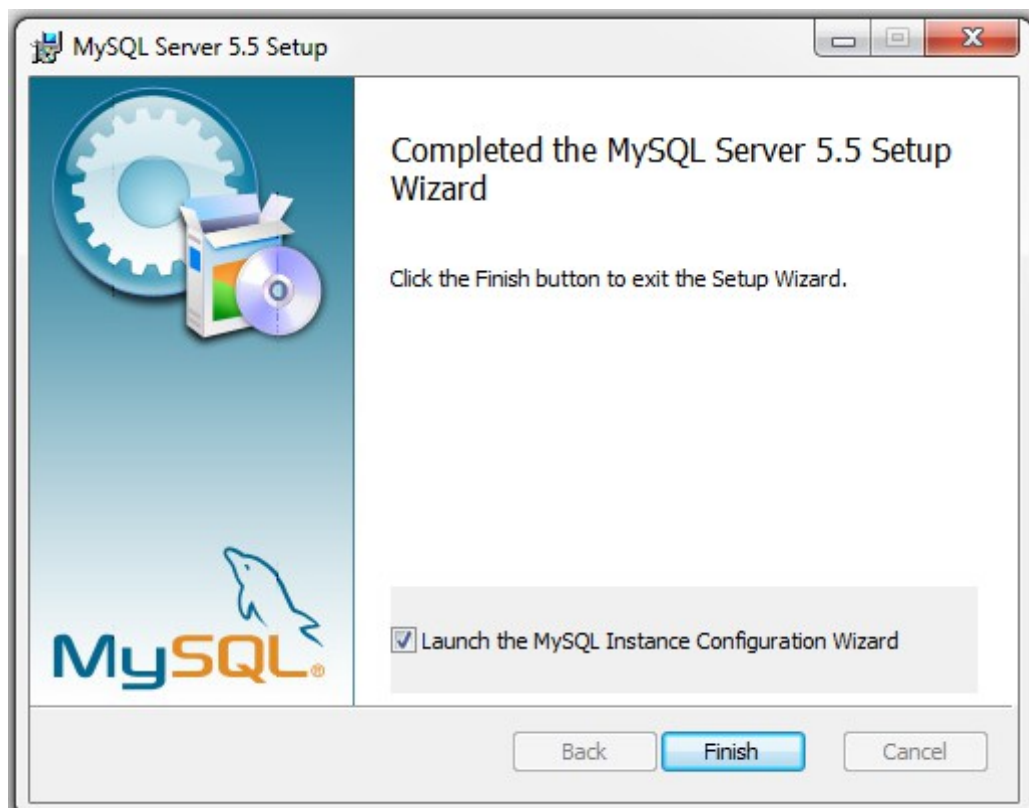 MySQL Server 5.5 Setup
Completed the MySQL Server 5.5 Setup
Wizard
Click the Finish button to exit the Setup Wizard.
Launch the MySQL Instance Configuration Wizard
MySQL®
Back Finish Cancel